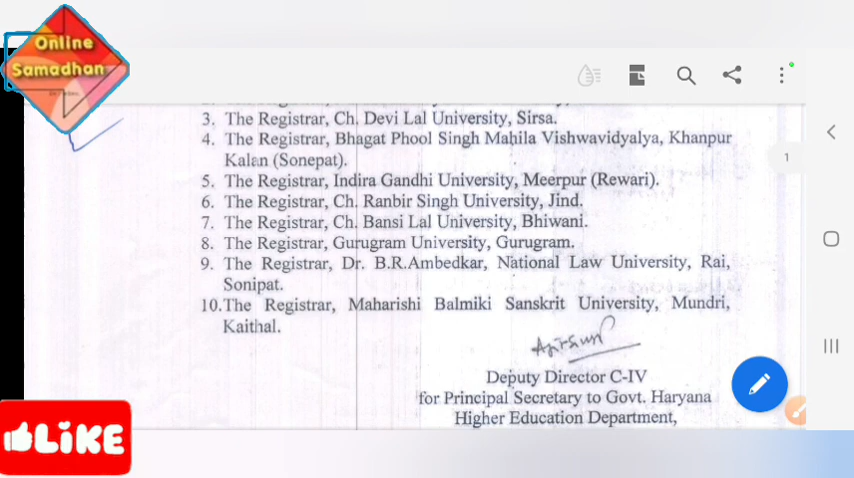 Online
Samadhan
3. The Registrar, Ch. Devi Lal University, Sirsa.
4. The Registrar, Bhagat Phool Singh Mahila Vishwavidyalya, Khanpur
Kalan (Sonepat).
1
5. The Registrar, Indira Gandhi University, Meerpur (Rewari).
6. The Registrar, Ch. Ranbir Singh University, Jind.
7. The Registrar, Ch. Bansi Lal University, Bhiwani.
8. The Registrar, Gurugram University, Gurugram.
9. The Registrar, Dr. B.R.Ambedkar, National Law University, Rai,
Sonipat.
10.The Registrar, Maharishi Balmiki Sanskrit University, Mundri,
Kaithal.
Deputy Director C-IV
for Principal Secretary to Govt. Haryana
Higher Education Department,
LIKE